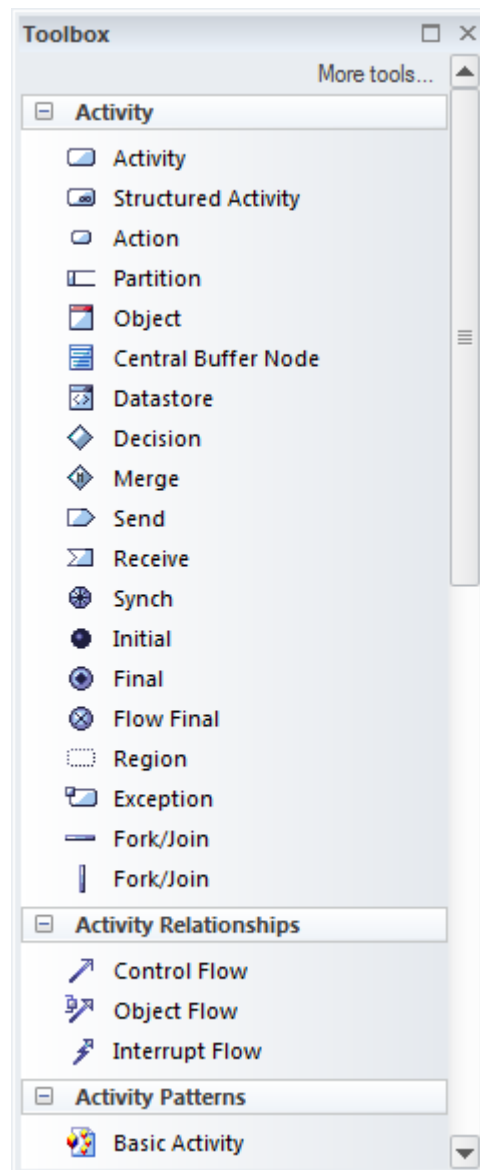 Toolbox
More tools...
Activity
Activity
Structured Activity
Action
Partition
Object
Central Buffer Node
Datastore
Decision
Merge
Send
Receive
Synch
Initial
Final
Flow Final
Region
Exception
Fork/Join
Fork/Join
Activity Relationships
Control Flow
Object Flow
Interrupt Flow
Activity Patterns
Basic Activity